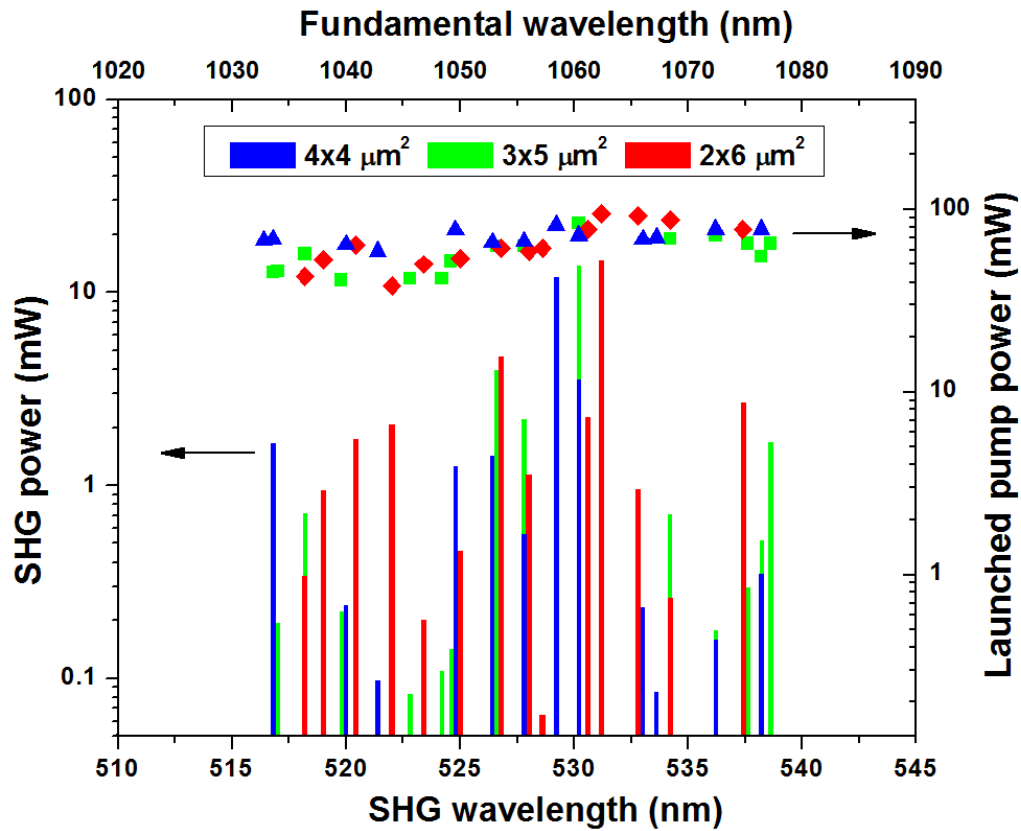 Fundamental wavelength (nm)
1020 1030 1040 1050 1060 1070 1080 1090
100
10
1
0.1
SHG power (mW)
4x4 μm²
3x5 μm²
2x6 μm²
100
10
1
Launched pump power (mW)
510 515 520 525 530 535 540 545
SHG wavelength (nm)